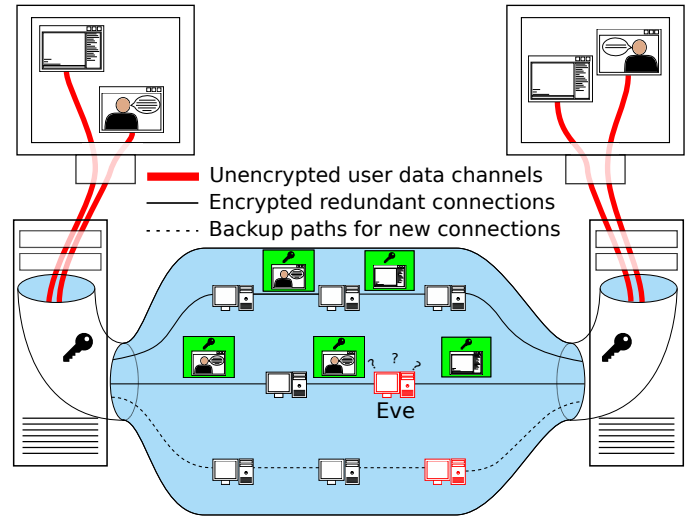 Unencrypted user data channels
Encrypted redundant connections
Backup paths for new connections
? ? ?
Eve